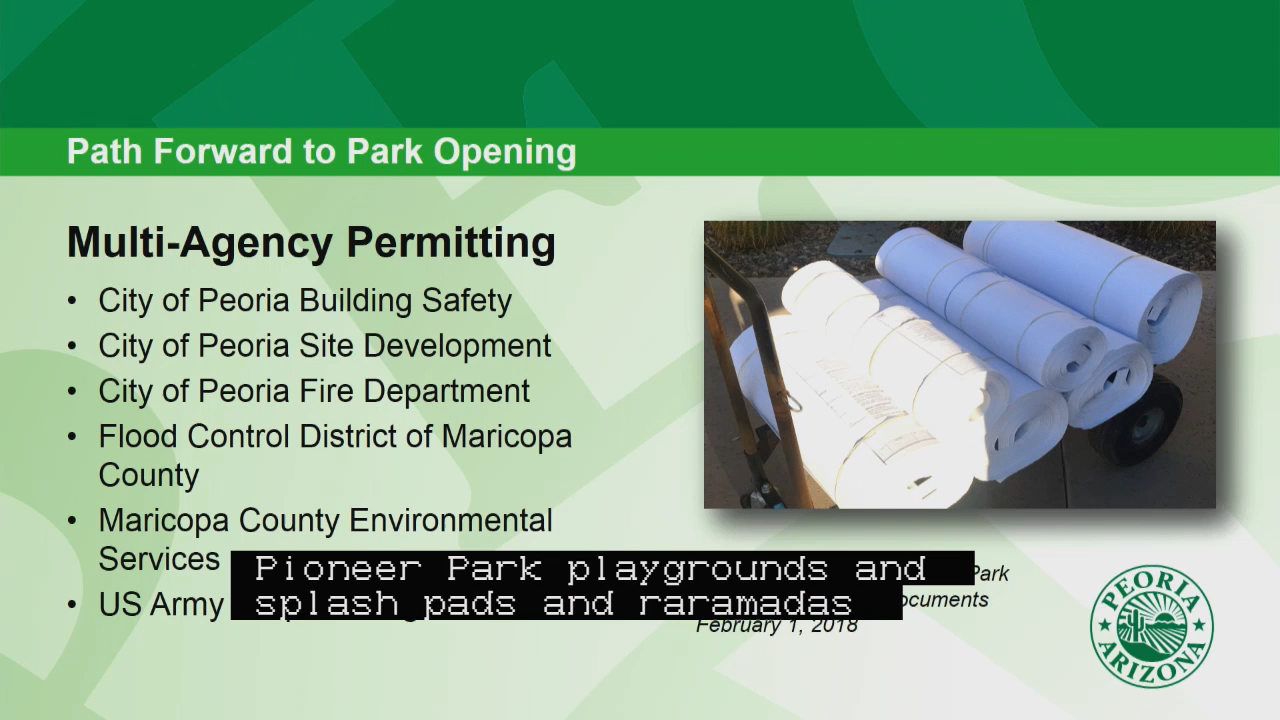 Path Forward to Park Opening
Multi-Agency Permitting
• City of Peoria Building Safety
• City of Peoria Site Development
• City of Peoria Fire Department
• Flood Control District of Maricopa
County
• Maricopa County Environmental
Services
• US Army
Pioneer Park playgrounds and
splash pads and raramadas
Park
February 1, 2018
PEORIA
ARIZONA